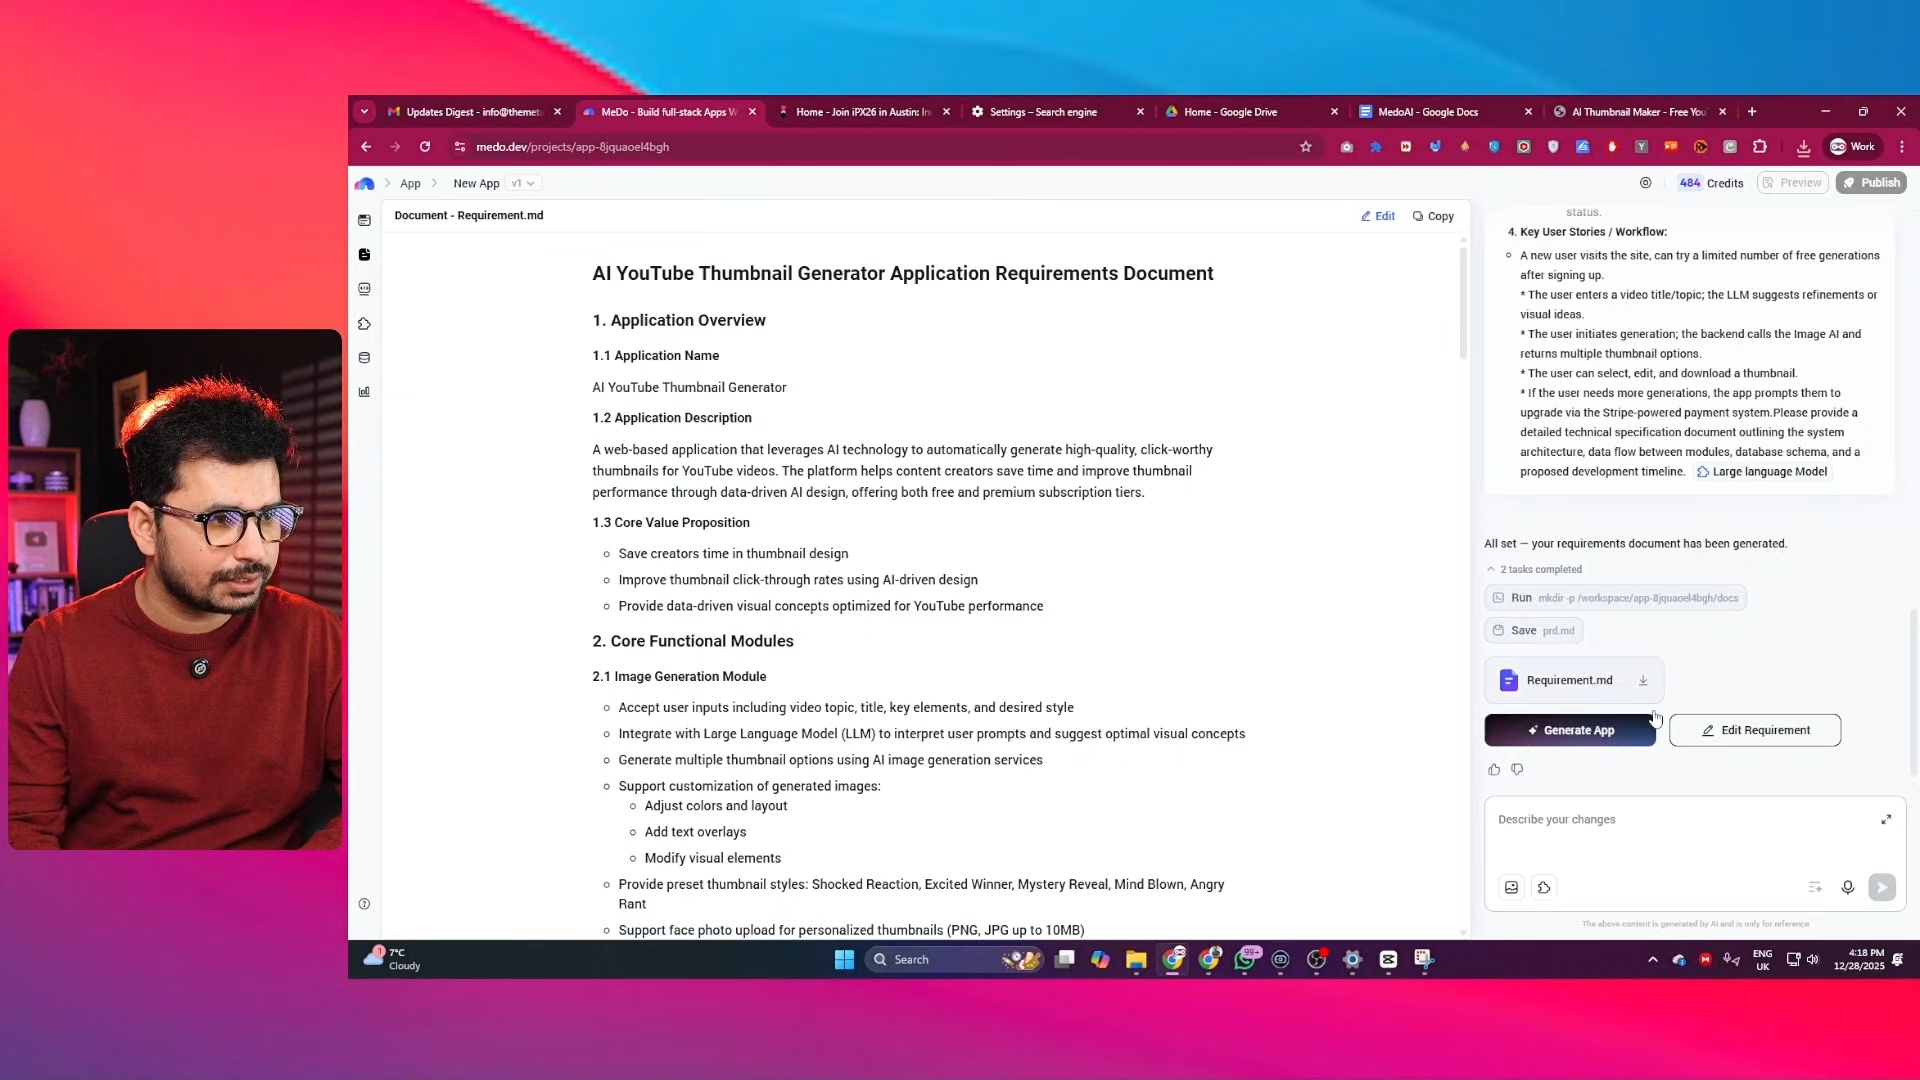 Updates Digest - info@themeta
MeDo - Build full-stack Apps W
Home - Join iPX26 in Austin: In
Settings – Search engine
Home - Google Drive
MedoAI - Google Docs
AI Thumbnail Maker - Free You
medo.dev/projects/app-8jquaoel4bgh
Work
App
New App
v1
484 Credits
Preview
Publish
Document - Requirement.md
Edit
Copy
AI YouTube Thumbnail Generator Application Requirements Document
1. Application Overview
1.1 Application Name
AI YouTube Thumbnail Generator
1.2 Application Description
A web-based application that leverages AI technology to automatically generate high-quality, click-worthy
thumbnails for YouTube videos. The platform helps content creators save time and improve thumbnail
performance through data-driven AI design, offering both free and premium subscription tiers.
1.3 Core Value Proposition
Save creators time in thumbnail design
Improve thumbnail click-through rates using AI-driven design
Provide data-driven visual concepts optimized for YouTube performance
2. Core Functional Modules
2.1 Image Generation Module
Accept user inputs including video topic, title, key elements, and desired style
Integrate with Large Language Model (LLM) to interpret user prompts and suggest optimal visual concepts
Generate multiple thumbnail options using AI image generation services
Support customization of generated images:
Adjust colors and layout
Add text overlays
Modify visual elements
Provide preset thumbnail styles: Shocked Reaction, Excited Winner, Mystery Reveal, Mind Blown, Angry
Rant
Support face photo upload for personalized thumbnails (PNG, JPG up to 10MB)
status.
4. Key User Stories / Workflow:
A new user visits the site, can try a limited number of free generations
after signing up.
* The user enters a video title/topic; the LLM suggests refinements or
visual ideas.
* The user initiates generation; the backend calls the Image AI and
returns multiple thumbnail options.
* The user can select, edit, and download a thumbnail.
* If the user needs more generations, the app prompts them to
upgrade via the Stripe-powered payment system.Please provide a
detailed technical specification document outlining the system
architecture, data flow between modules, database schema, and a
proposed development timeline. Large language Model
All set — your requirements document has been generated.
2 tasks completed
Run mkdir -p /workspace/app-8jquaoel4bgh/docs
Save prd.md
Requirement.md
Generate App
Edit Requirement
Describe your changes
The above content is generated by AI and is only for reference
7°C
Cloudy
Search
99+
ENG
UK
4:18 PM
12/28/2025